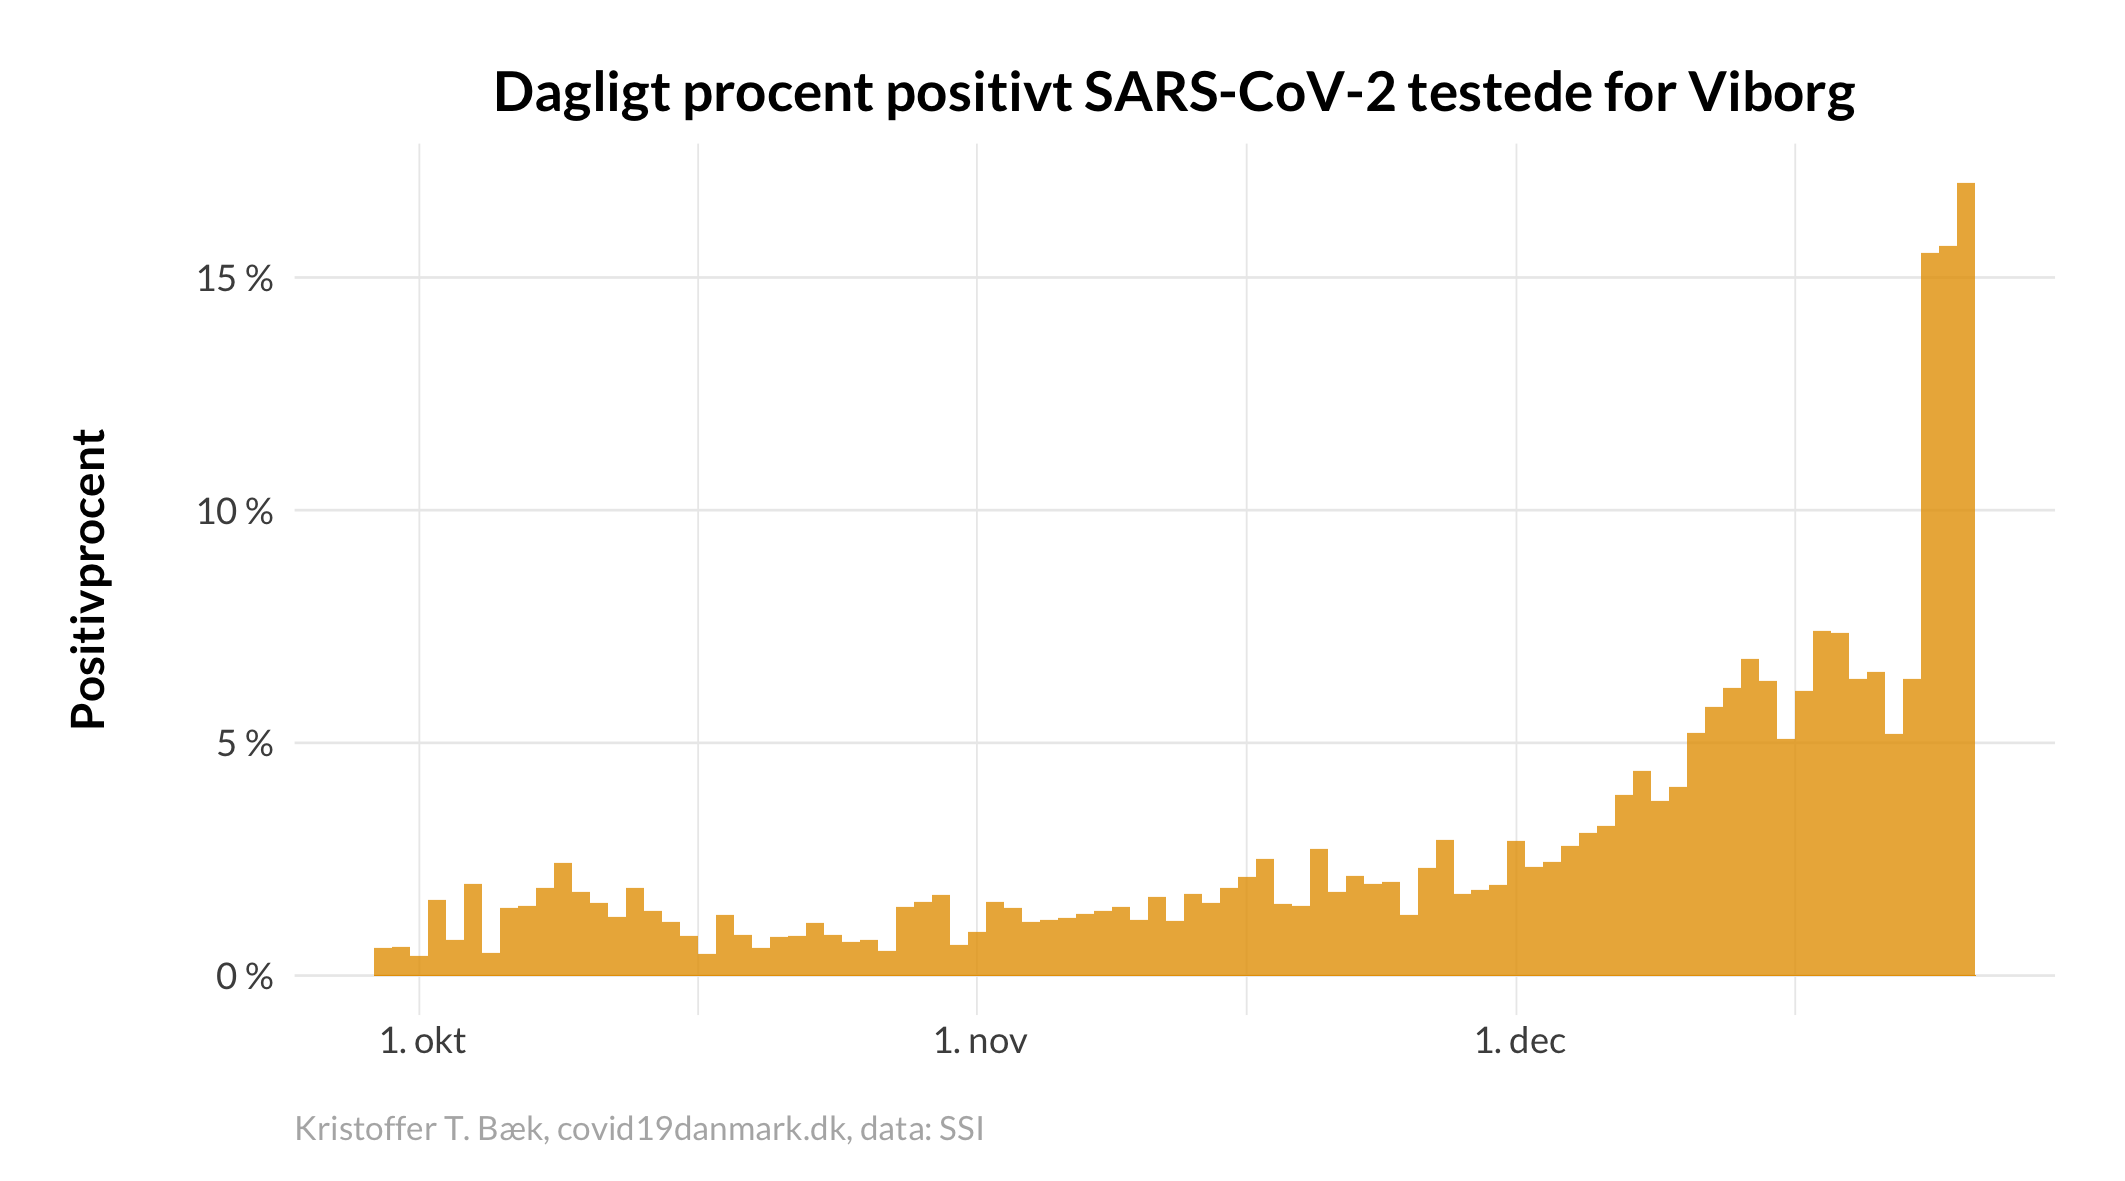 Dagligt procent positivt SARS-CoV-2 testede for Viborg
Positivprocent
15 %
10 %
5 %
0 %
1. okt
1. nov
1. dec
Kristoffer T. Bæk, covid19danmark.dk, data: SSI